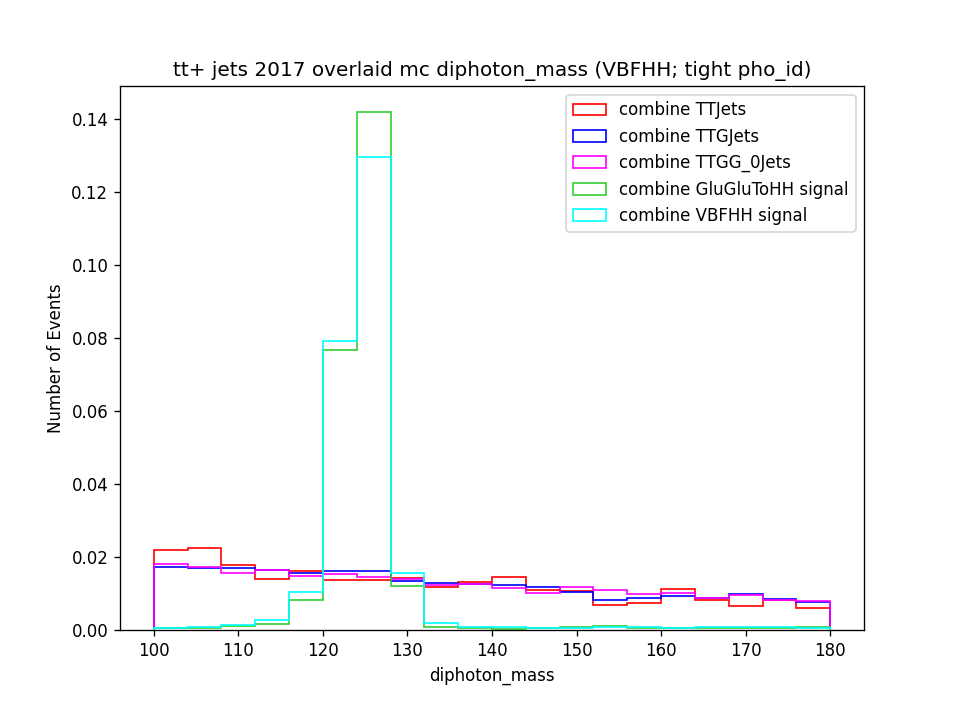 tt+ jets 2017 overlaid mc diphoton_mass (VBFHH; tight pho_id)
combine TTJets
combine TTGJets
combine TTGG_0Jets
combine GluGluToHH signal
combine VBFHH signal
Number of Events
0.14
0.12
0.10
0.08
0.06
0.04
0.02
0.00
100 110 120 130 140 150 160 170 180
diphoton_mass